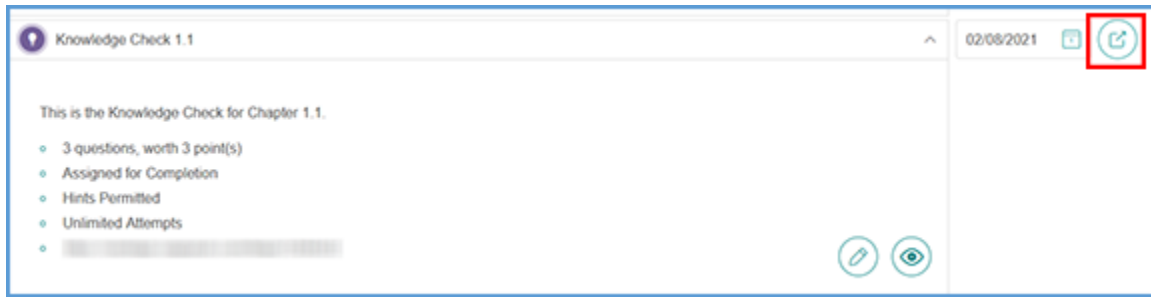 Knowledge Check 1.1 02/08/2021
This is the Knowledge Check for Chapter 1.1.
3 questions, worth 3 point(s)
Assigned for Completion
Hints Permitted
Unlimited Attempts